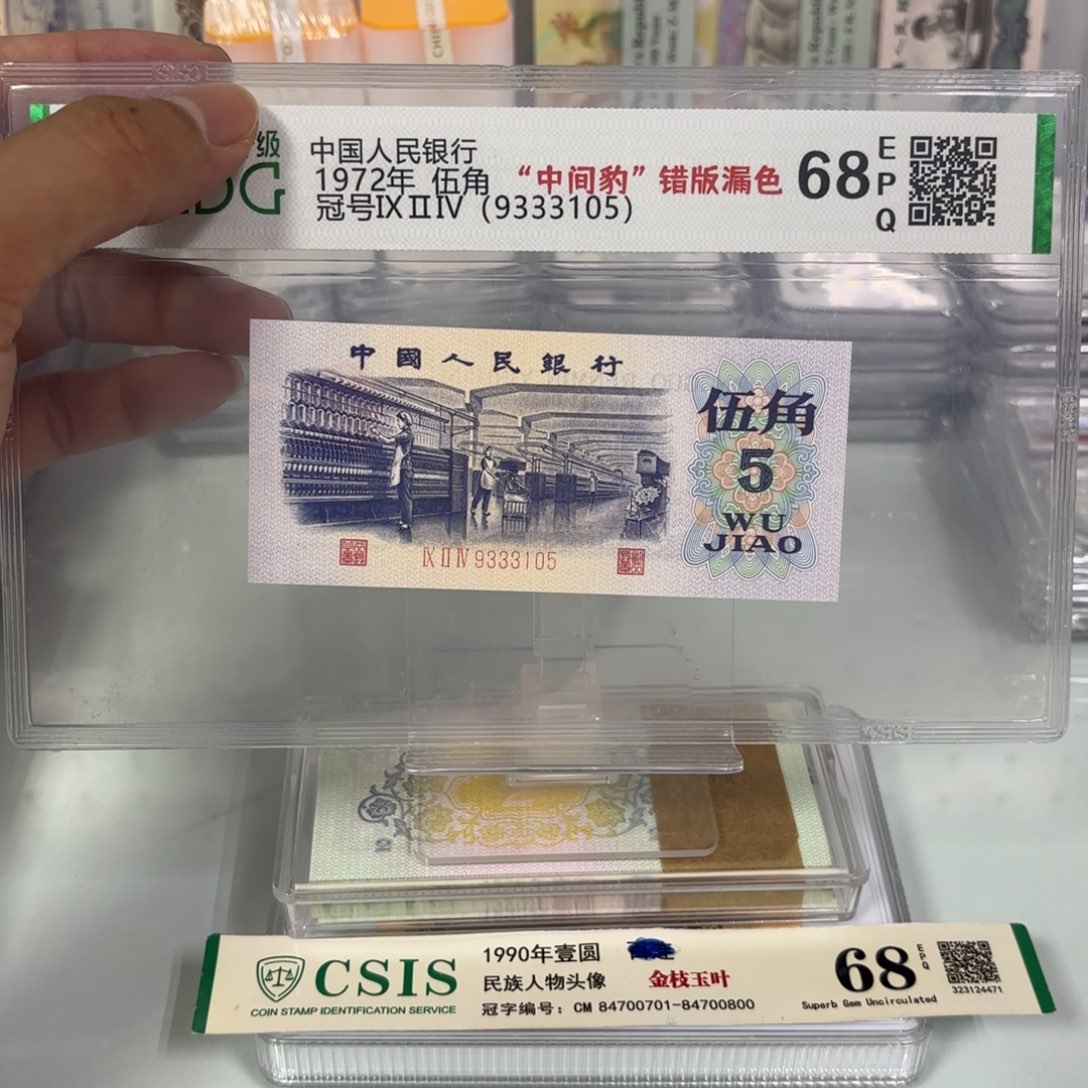 级
DG
中国人民银行
1972年 伍角 “中间豹”错版漏色
冠号ⅨⅡⅣ (9333105)
68
E
P
Q
中國人民銀行
伍角
5
WU
JIAO
ⅨⅡⅣ9333105
CSIS
CSIS
COIN STAMP IDENTIFICATION SERVICE
1990年壹圆
民族人物头像 金枝玉叶
冠字编号：CM 84700701-84700800
68
EPQ
Superb Gem Uncirculated
323124471